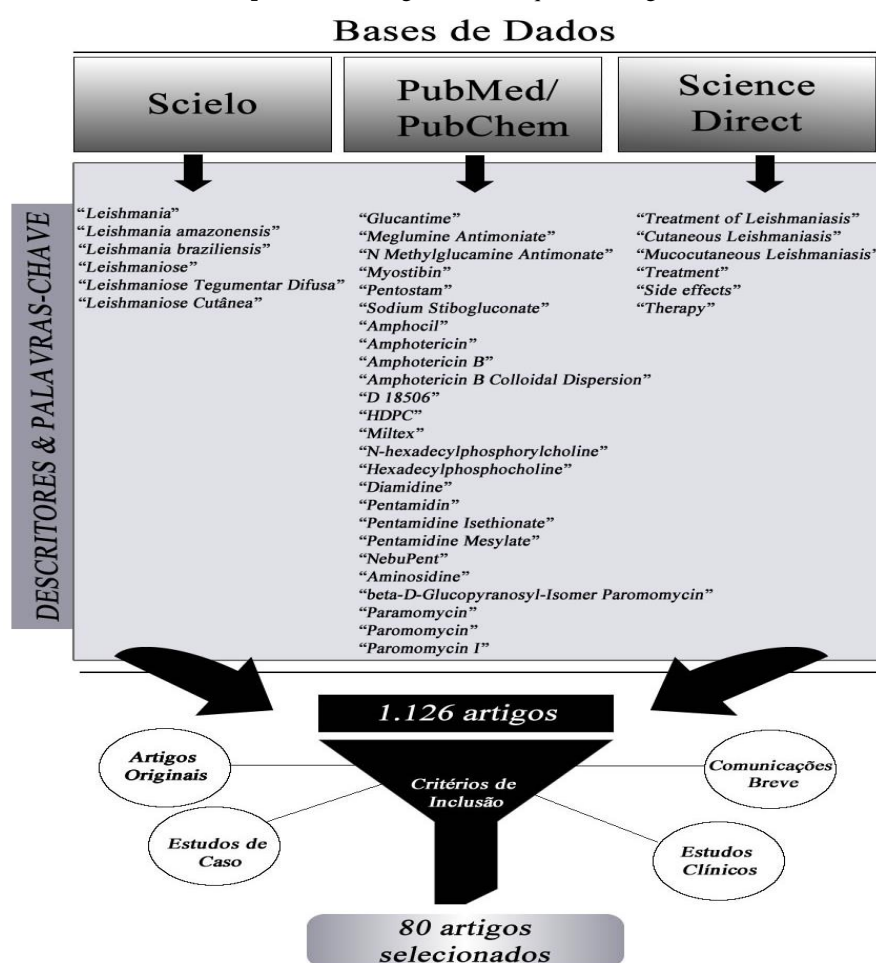 Bases de Dados
Scielo
PubMed/
PubChem
Science
Direct
DESCRITORES & PALAVRAS-CHAVE
“Leishmania”
“Leishmania amazonensis”
“Leishmania braziliensis”
“Leishmaniose”
“Leishmaniose Tegumentar Difusa”
“Leishmaniose Cutânea”
“Glucantime”
“Meglumine Antimoniate”
“N Methylglucamine Antimonate”
“Myostibin”
“Pentostam”
“Sodium Stibogluconate”
“Amphocil”
“Amphotericin”
“Amphotericin B”
“Amphotericin B Colloidal Dispersion”
“D 18506”
“HDPC”
“Miltex”
“N-hexadecylphosphorylcholine”
“Hexadecylphosphocholine”
“Diamidine”
“Pentamidin”
“Pentamidine Isethionate”
“Pentamidine Mesylate”
“NebuPent”
“Aminosidine”
“beta-D-Glucopyranosyl-Isomer Paromomycin”
“Paramomycin”
“Paromomycin”
“Paromomycin I”
“Treatment of Leishmaniasis”
“Cutaneous Leishmaniasis”
“Mucocutaneous Leishmaniasis”
“Treatment”
“Side effects”
“Therapy”
1.126 artigos
Critérios de
Inclusão
Artigos
Originais
Estudos de
Caso
Comunicações
Breve
Estudos
Clínicos
80 artigos
selecionados